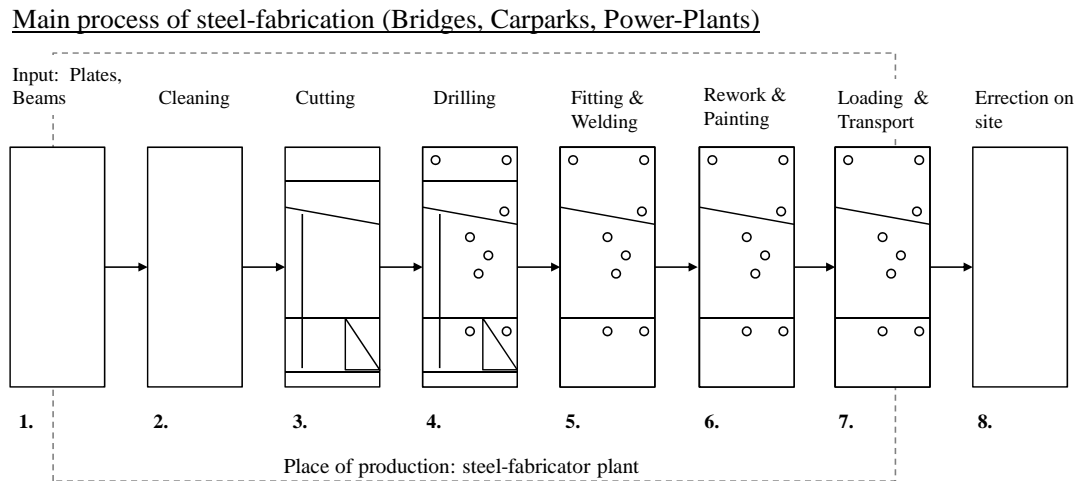 Main process of steel-fabrication (Bridges, Carparks, Power-Plants)
Input: Plates,
Beams
Cleaning
Cutting
Drilling
Fitting &
Welding
Rework &
Painting
Loading &
Transport
Errection on
site
1.
2.
3.
4.
5.
6.
7.
8.
Place of production: steel-fabricator plant